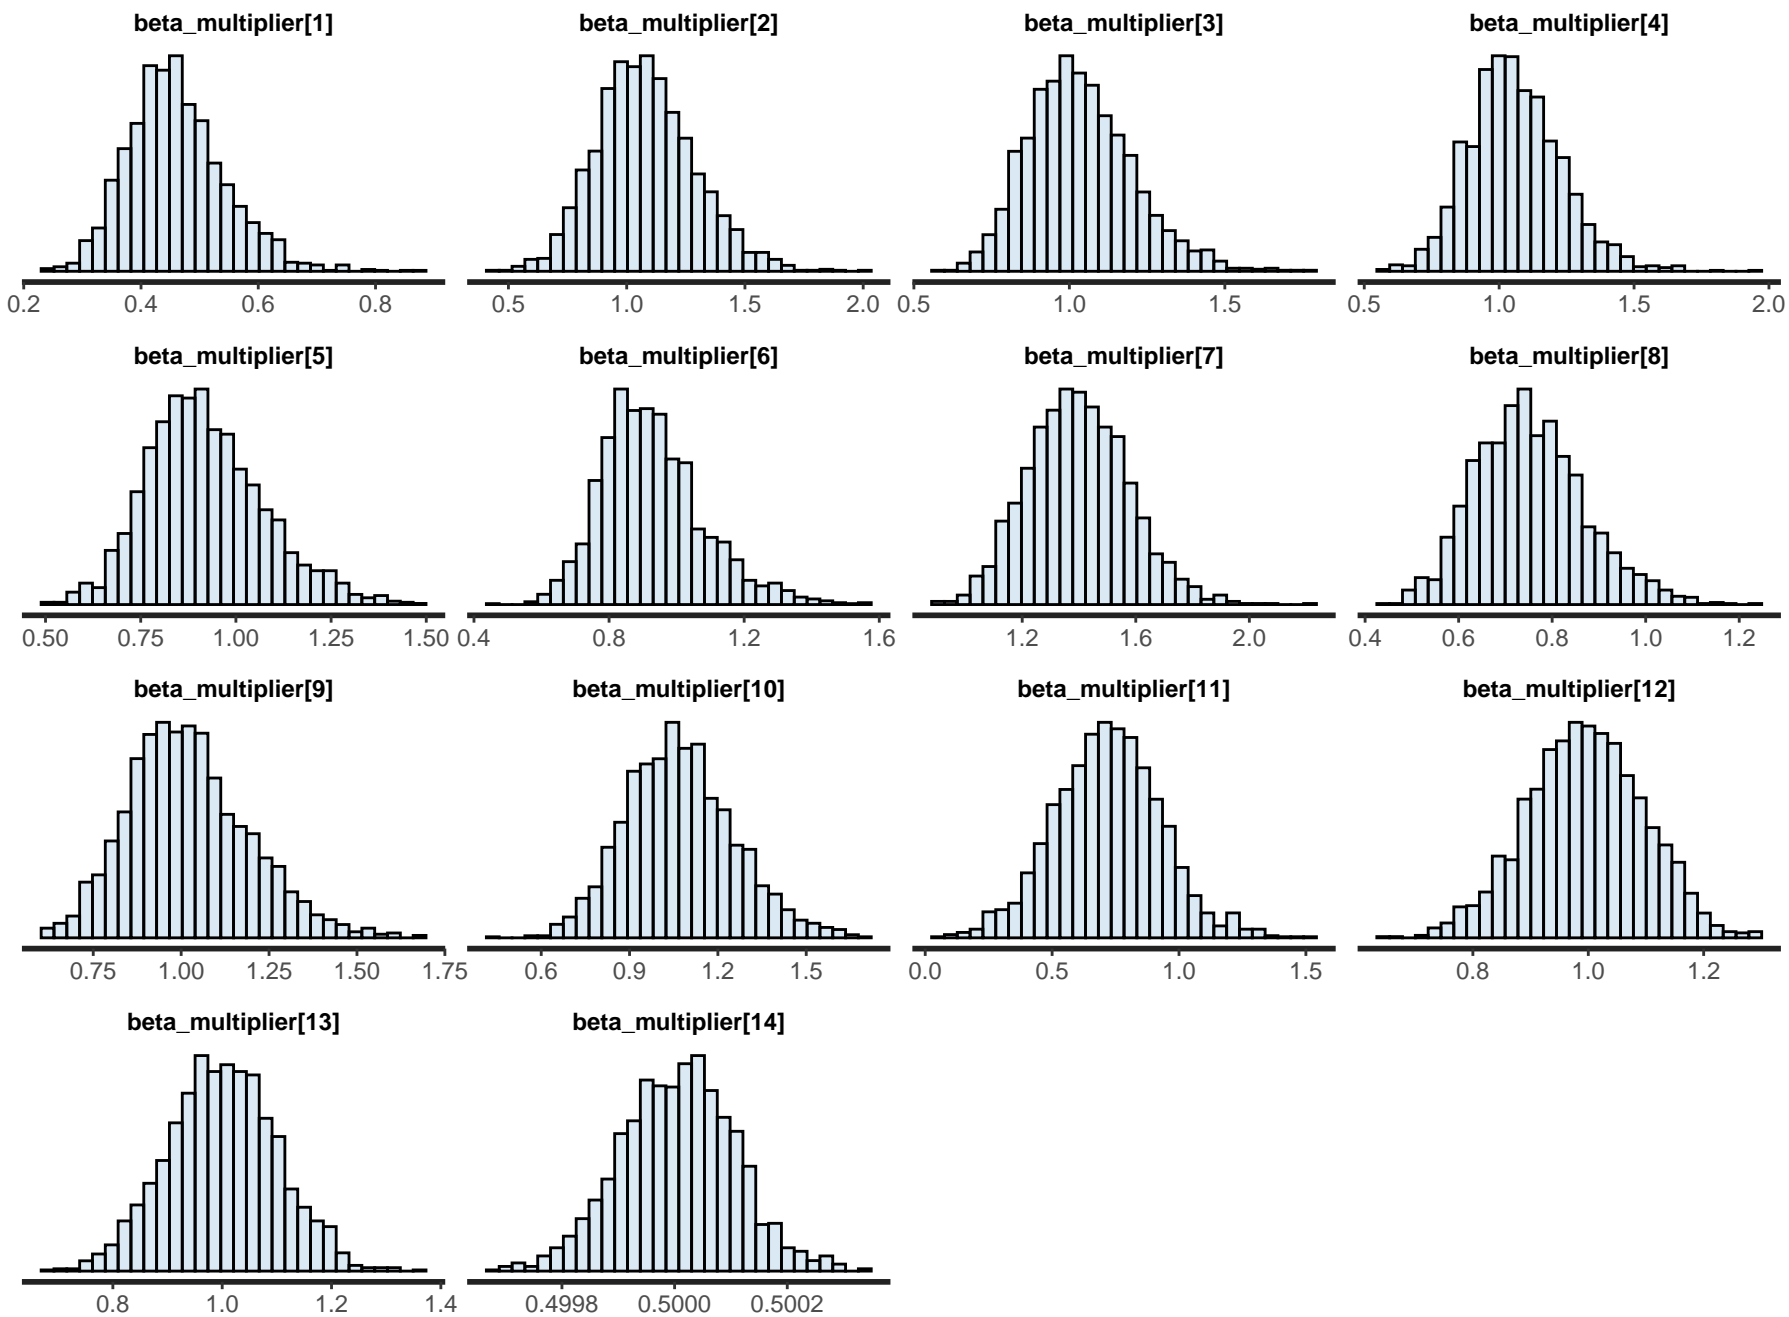 beta_multiplier[1] beta_multiplier[2] beta_multiplier[3] beta_multiplier[4]
0.2 0.4 0.6 0.8 0.5 1.0 1.5 2.0 0.5 1.0 1.5 0.5 1.0 1.5 2.0
beta_multiplier[5] beta_multiplier[6] beta_multiplier[7] beta_multiplier[8]
0.50 0.75 1.00 1.25 1.50 0.4 0.8 1.2 1.6 1.2 1.6 2.0 0.4 0.6 0.8 1.0 1.2
beta_multiplier[9] beta_multiplier[10] beta_multiplier[11] beta_multiplier[12]
0.75 1.00 1.25 1.50 1.75 0.6 0.9 1.2 1.5 0.0 0.5 1.0 1.5 0.8 1.0 1.2
beta_multiplier[13] beta_multiplier[14]
0.8 1.0 1.2 1.4 0.4998 0.5000 0.5002